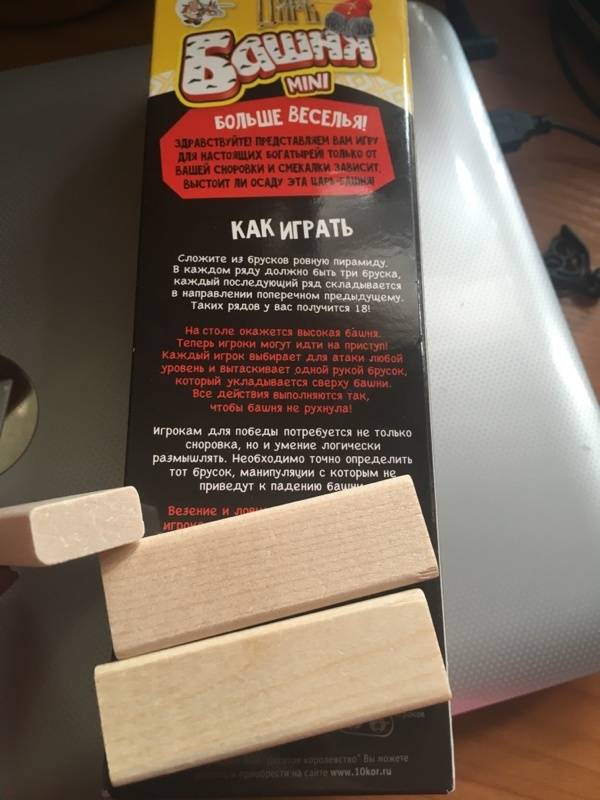 ЦАРЬ
Башня
MINI
БОЛЬШЕ ВЕСЕЛЬЯ!
ЗДРАВСТВУЙТЕ! ПРЕДСТАВЛЯЕМ ВАМ ИГРУ
ДЛЯ НАСТОЯЩИХ БОГАТЫРЕЙ! ТОЛЬКО ОТ
ВАШЕЙ СНОРОВКИ И СМЕКАЛКИ ЗАВИСИТ,
ВЫСТОИТ ЛИ ОСАДУ ЭТА ЦАРЬ-БАШНЯ!
КАК ИГРАТЬ
Сложите из брусков ровную пирамиду.
В каждом ряду должно быть три бруска,
каждый последующий ряд складывается
в направлении поперечном предыдущему.
Таких рядов у вас получится 18!
На столе окажется высокая башня.
Теперь игроки могут идти на приступ!
Каждый игрок выбирает для атаки любой
уровень и вытаскивает одной рукой брусок,
который укладывается сверху башни.
Все действия выполняются так,
чтобы башня не рухнула!
Игрокам для победы потребуется не только
сноровка, но и умение логически
размышлять. Необходимо точно определить
тот брусок, манипуляции с которым не
приведут к падению башни
Везение и
королевство" Вы можете
приобрести на сайте www.10kor.ru